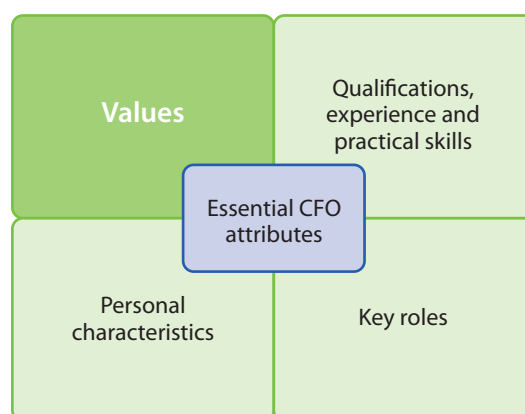 Values
Qualifications,
experience and
practical skills
Essential CFO
attributes
Personal
characteristics
Key roles